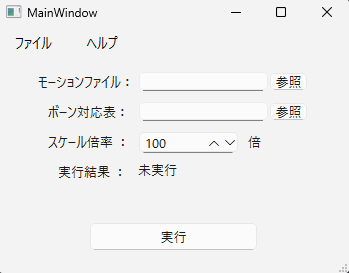 MainWindow
ファイル ヘルプ
モーションファイル： 参照
ボーン対応表： 参照
スケール倍率 ： 100 倍
実行結果 ： 未実行
実行